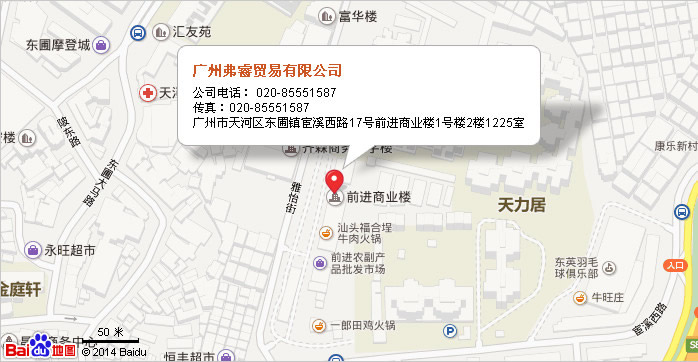 富华楼
汇友苑
东圃摩登城
广州弗睿贸易有限公司
公司电话： 020-85551587
传真：020-85551587
广州市天河区东圃镇宦溪西路17号前进商业楼1号楼2楼1225室
天河
陂东路
东圃大马路
康乐新村
雅怡街
前进商业楼
天力居
汕头福合埕
牛肉火锅
前进农副产
品批发市场
永旺超市
金庭轩
东英羽毛
球俱乐部
入口
牛旺庄
宦溪西路
一郎田鸡火锅
50 米
商务中心
恒丰超市
Bai du 地图
© 2014 Baidu